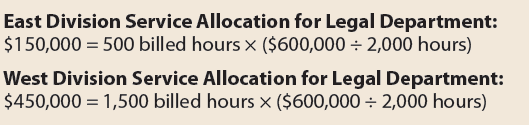 East Division Service Allocation for Legal Department:
$150,000 = 500 billed hours × ($600,000 ÷ 2,000 hours)
West Division Service Allocation for Legal Department:
$450,000 = 1,500 billed hours × ($600,000 ÷ 2,000 hours)